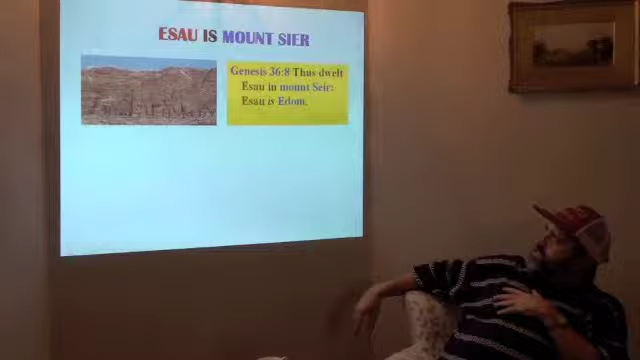 ESAU IS MOUNT SIER
Genesis 36:8 Thus dwelt
Esau in mount Seir:
Esau is Edom.